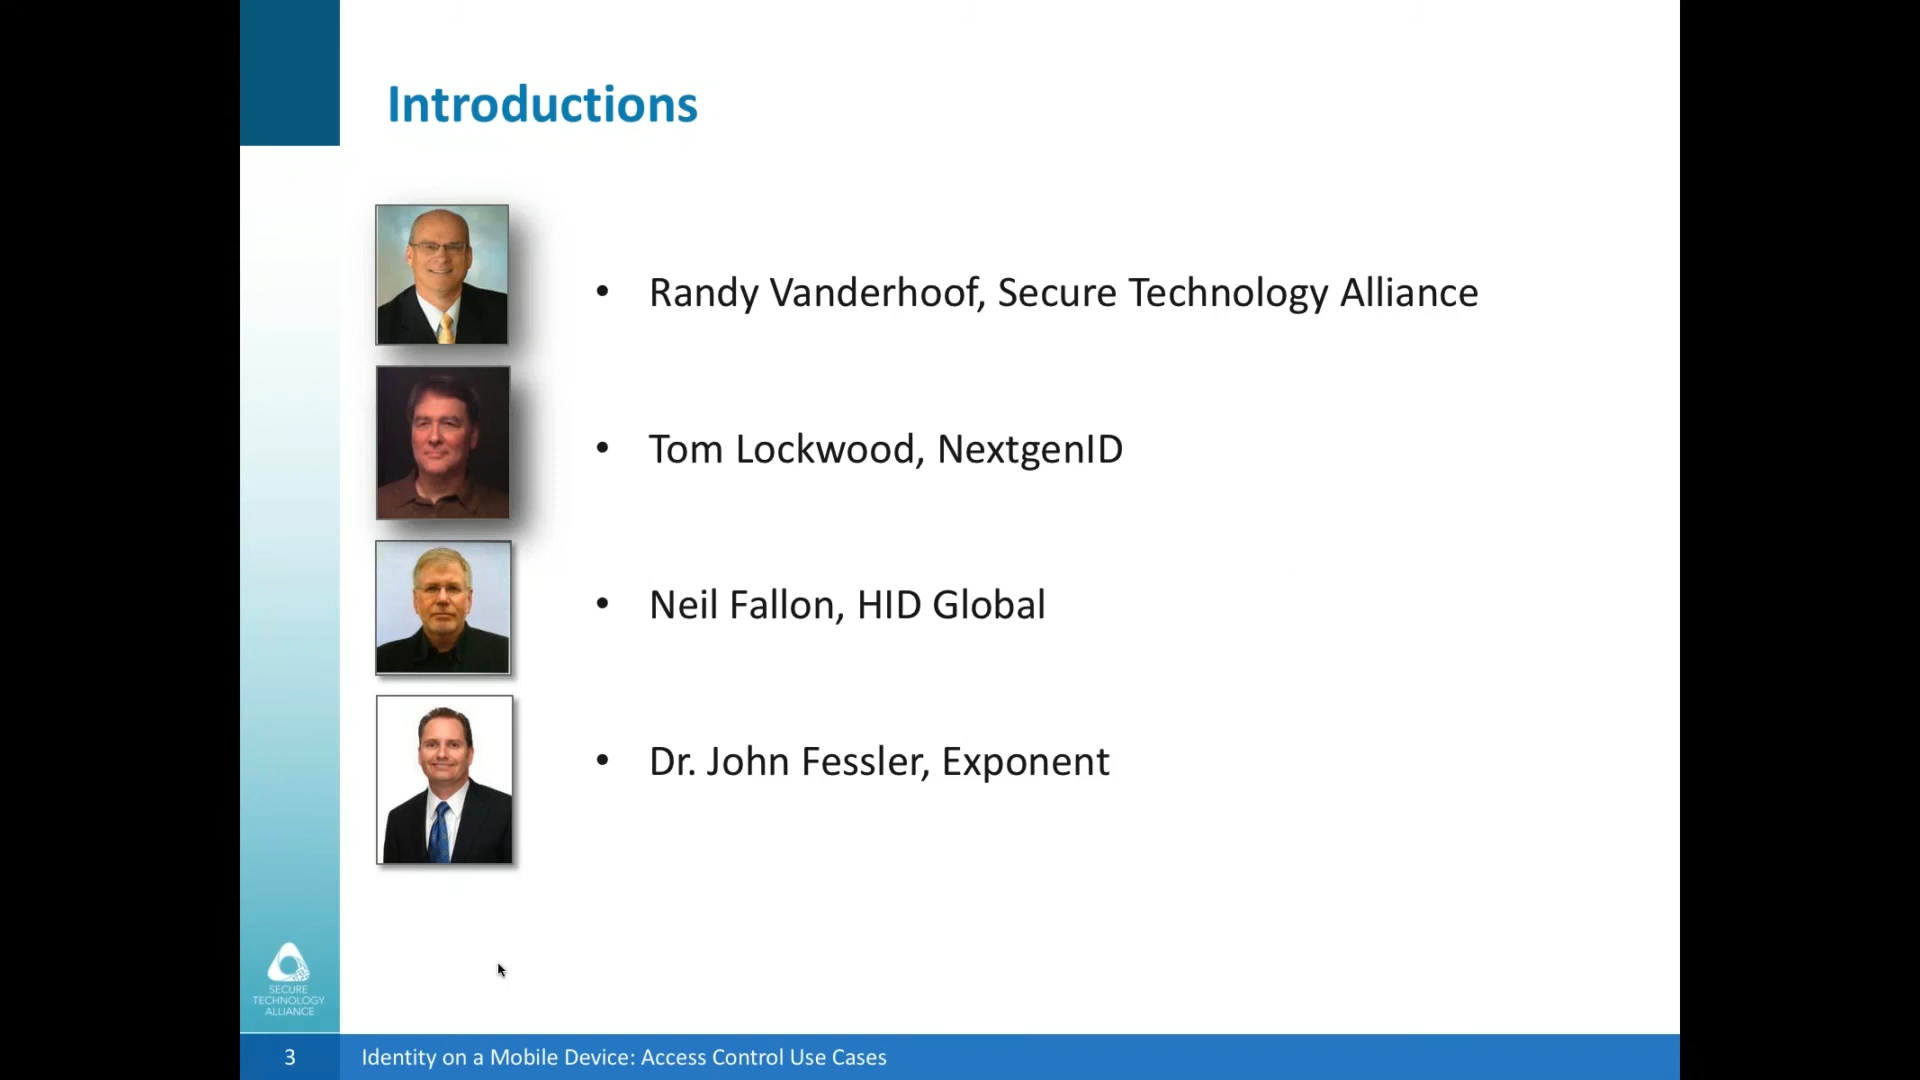 Introductions
• Randy Vanderhoof, Secure Technology Alliance
• Tom Lockwood, NextgenID
• Neil Fallon, HID Global
• Dr. John Fessler, Exponent
SECURE
TECHNOLOGY
ALLIANCE
3
Identity on a Mobile Device: Access Control Use Cases